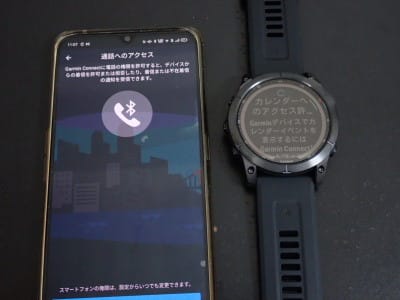 11:07
通話へのアクセス
Garmin Connectに電話の権限を許可すると、デバイスか
らの着信を許可または拒否したり、着信または不在着信
の通知を受信できます。
スマートフォンの権限は、設定からいつでも変更できます。
カレンダーへ
のアクセス許...
Garminデバイスでカ
レンダーイベントを
表示するには
Garmin Connect